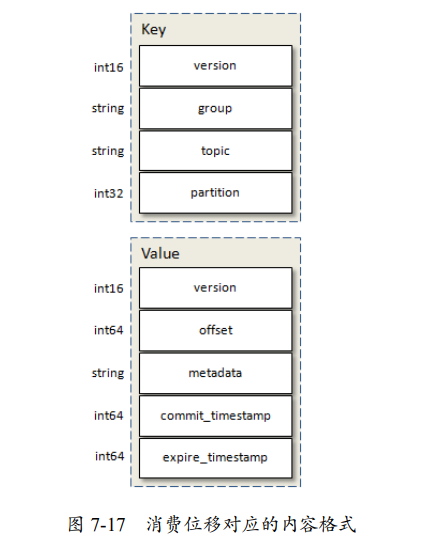 Key
int16 version
string group
string topic
int32 partition
Value
int16 version
int64 offset
string metadata
int64 commit_timestamp
int64 expire_timestamp
图 7-17 消费位移对应的内容格式